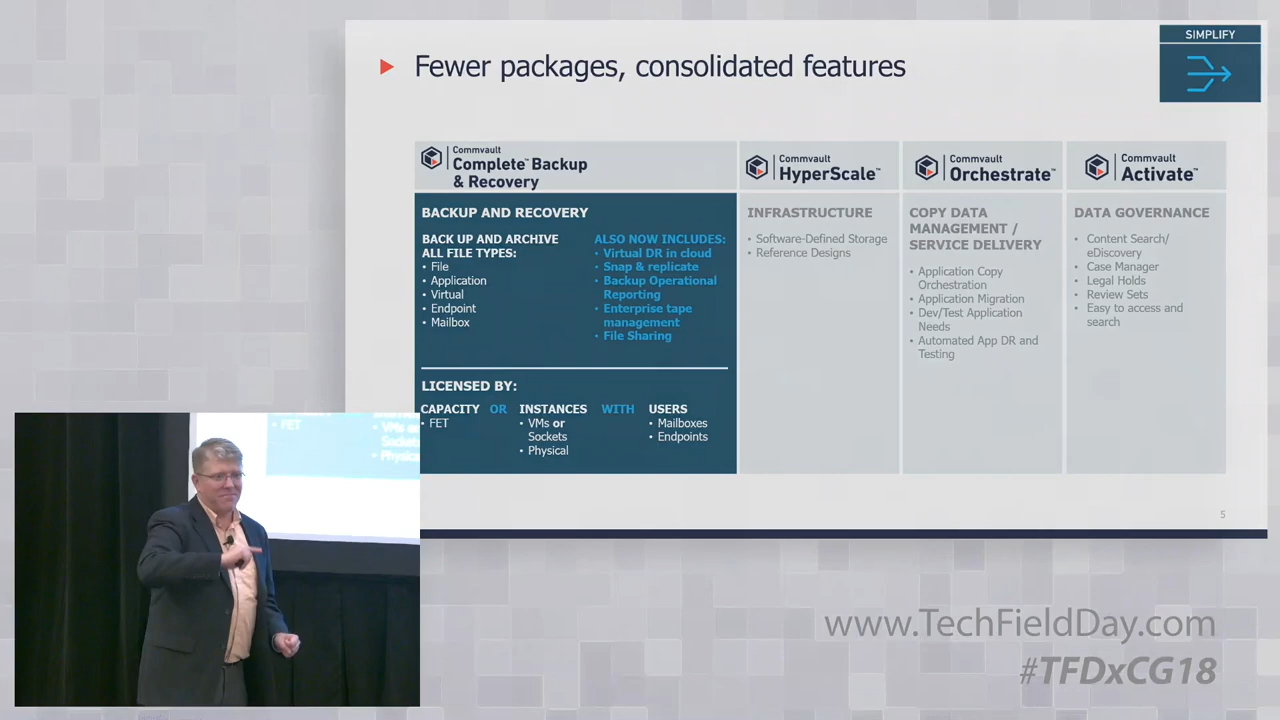 SIMPLIFY
Fewer packages, consolidated features
Commvault
Complete™ Backup
& Recovery
Commvault
HyperScale™
Commvault
Orchestrate™
Commvault
Activate™
BACKUP AND RECOVERY
BACK UP AND ARCHIVE
ALL FILE TYPES:
• File
• Application
• Virtual
• Endpoint
• Mailbox
ALSO NOW INCLUDES:
• Virtual DR in cloud
• Snap & replicate
• Backup Operational
Reporting
• Enterprise tape
management
• File Sharing
LICENSED BY:
CAPACITY OR INSTANCES WITH USERS
• FET
• VMs or
Sockets
• Physical
• Mailboxes
• Endpoints
INFRASTRUCTURE
• Software-Defined Storage
• Reference Designs
COPY DATA
MANAGEMENT /
SERVICE DELIVERY
• Application Copy
Orchestration
• Application Migration
• Dev/Test Application
Needs
• Automated App DR and
Testing
DATA GOVERNANCE
• Content Search/
eDiscovery
• Case Manager
• Legal Holds
• Review Sets
• Easy to access and
search
5
• FET
www.TechFieldDay.com
#TFDxCG18